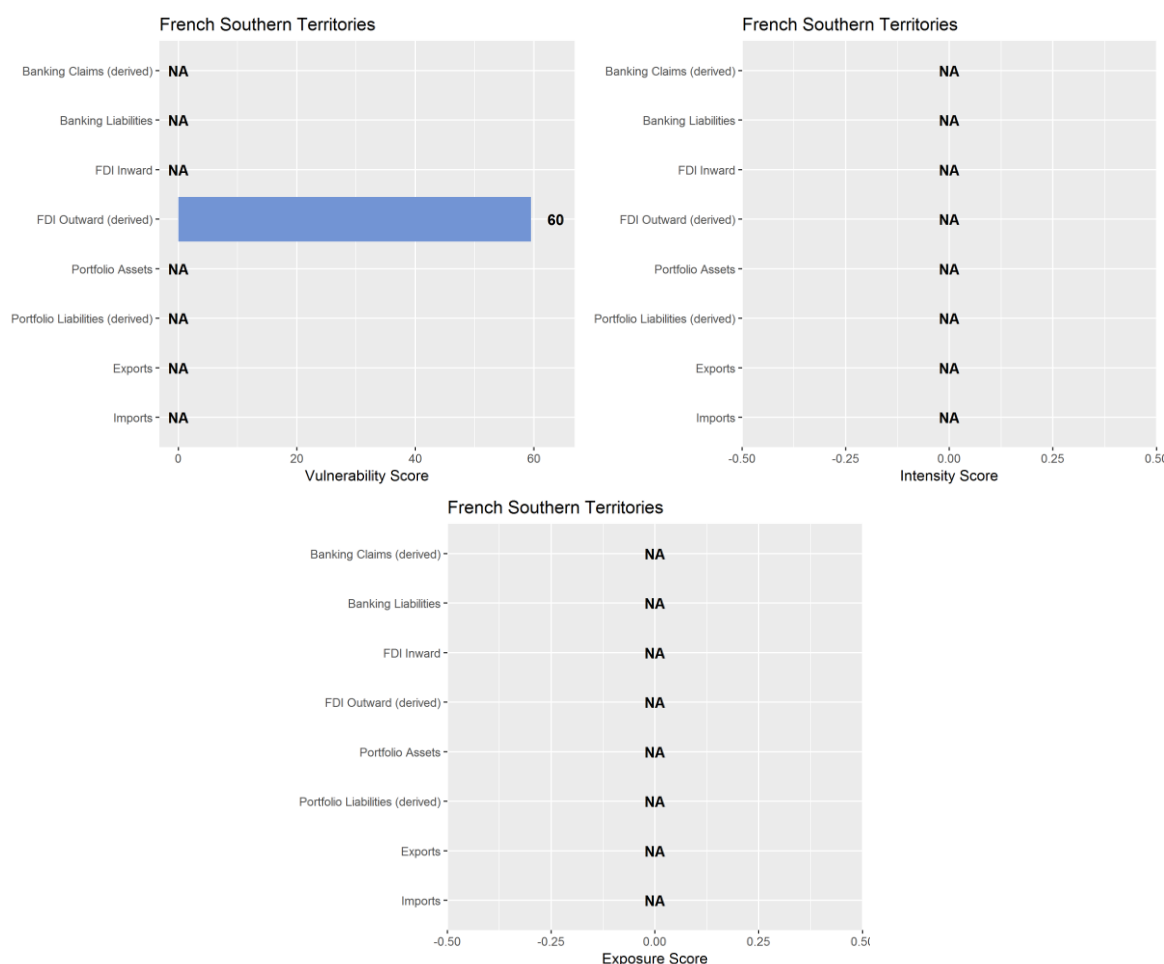 French Southern Territories
Banking Claims (derived) NA
Banking Liabilities NA
FDI Inward NA
FDI Outward (derived) 60
Portfolio Assets NA
Portfolio Liabilities (derived) NA
Exports NA
Imports NA
0 20 40 60
Vulnerability Score
French Southern Territories
Banking Claims (derived) NA
Banking Liabilities NA
FDI Inward NA
FDI Outward (derived) NA
Portfolio Assets NA
Portfolio Liabilities (derived) NA
Exports NA
Imports NA
-0.50 -0.25 0.00 0.25 0.50
Intensity Score
French Southern Territories
Banking Claims (derived) NA
Banking Liabilities NA
FDI Inward NA
FDI Outward (derived) NA
Portfolio Assets NA
Portfolio Liabilities (derived) NA
Exports NA
Imports NA
-0.50 -0.25 0.00 0.25 0.50
Exposure Score